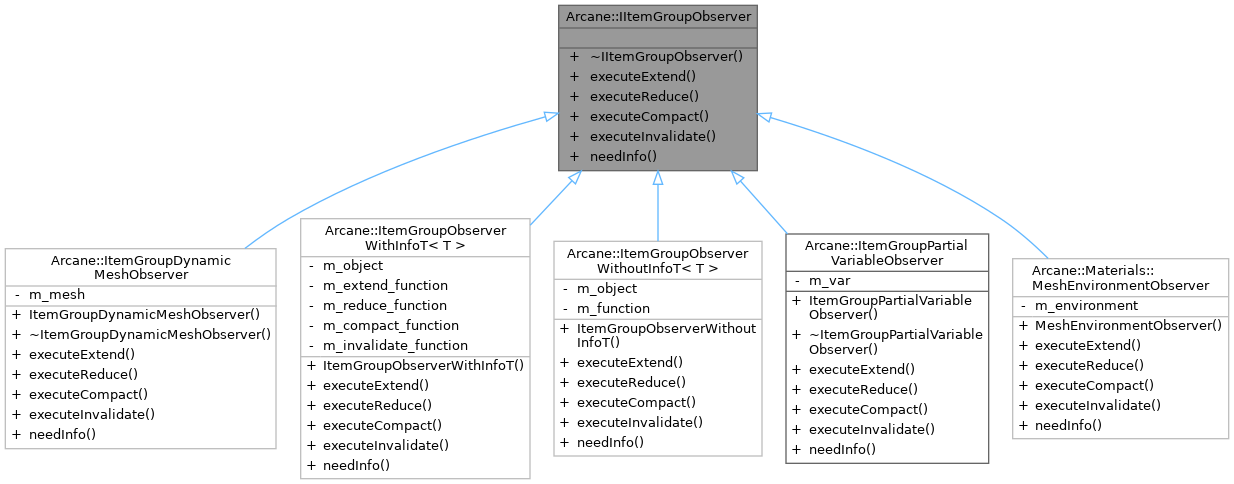 Arcane::IItemGroupObserver
+ ~IItemGroupObserver()
+ executeExtend()
+ executeReduce()
+ executeCompact()
+ executeInvalidate()
+ needInfo()
Arcane::ItemGroupDynamic
MeshObserver
- m_mesh
+ ItemGroupDynamicMeshObserver()
+ ~ItemGroupDynamicMeshObserver()
+ executeExtend()
+ executeReduce()
+ executeCompact()
+ executeInvalidate()
+ needInfo()
Arcane::ItemGroupObserver
WithInfoT< T >
- m_object
- m_extend_function
- m_reduce_function
- m_compact_function
- m_invalidate_function
+ ItemGroupObserverWithInfoT()
+ executeExtend()
+ executeReduce()
+ executeCompact()
+ executeInvalidate()
+ needInfo()
Arcane::ItemGroupObserver
WithoutInfoT< T >
- m_object
- m_function
+ ItemGroupObserverWithout
InfoT()
+ executeExtend()
+ executeReduce()
+ executeCompact()
+ executeInvalidate()
+ needInfo()
Arcane::ItemGroupPartial
VariableObserver
- m_var
+ ItemGroupPartialVariable
Observer()
+ ~ItemGroupPartialVariable
Observer()
+ executeExtend()
+ executeReduce()
+ executeCompact()
+ executeInvalidate()
+ needInfo()
Arcane::Materials::
MeshEnvironmentObserver
- m_environment
+ MeshEnvironmentObserver()
+ executeExtend()
+ executeReduce()
+ executeCompact()
+ executeInvalidate()
+ needInfo()